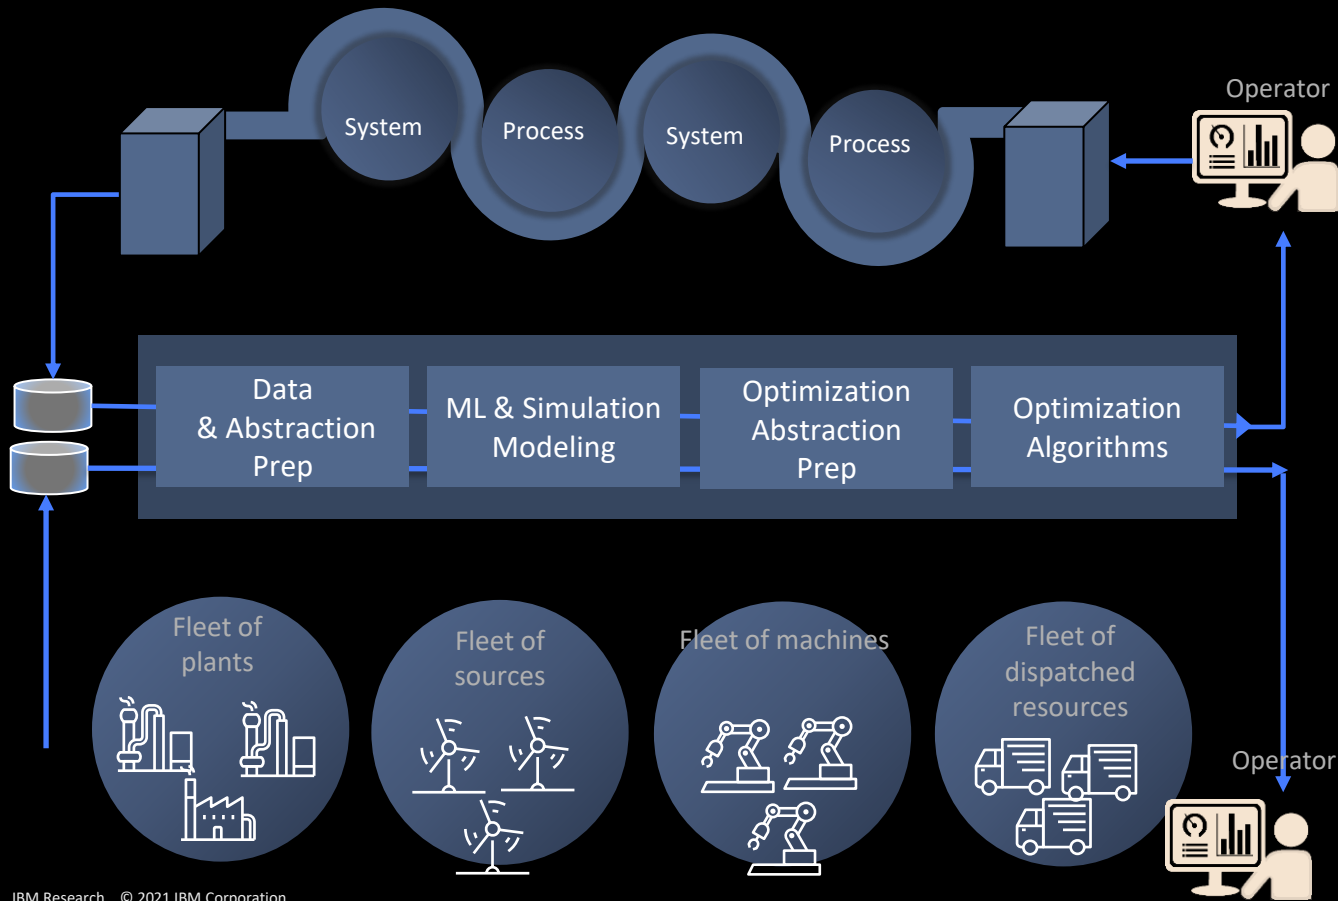 Operator
System
Process
System
Process
Data
& Abstraction
Prep
ML & Simulation
Modeling
Optimization
Abstraction
Prep
Optimization
Algorithms
Fleet of
plants
Fleet of
sources
Fleet of machines
Fleet of
dispatched
resources
Operator
IBM Research © 2021 IBM Corporation